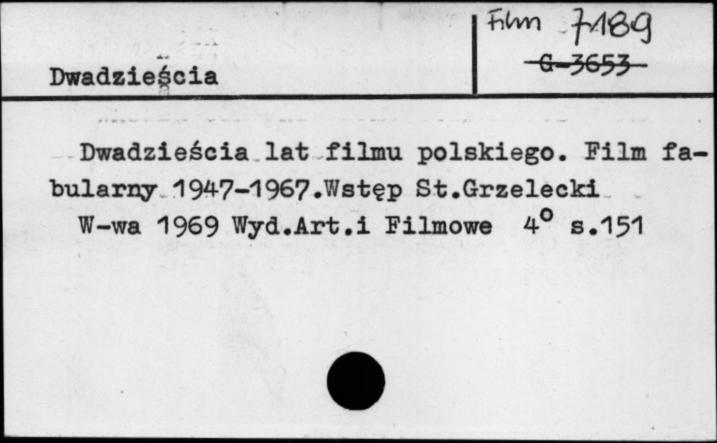 Film 7189
G-3653
Dwadzieścia
Dwadzieścia lat filmu polskiego. Film fa-
bularny 1947-1967.Wstęp St.Grzelecki
W-wa 1969 Wyd.Art.i Filmowe 4° s.151